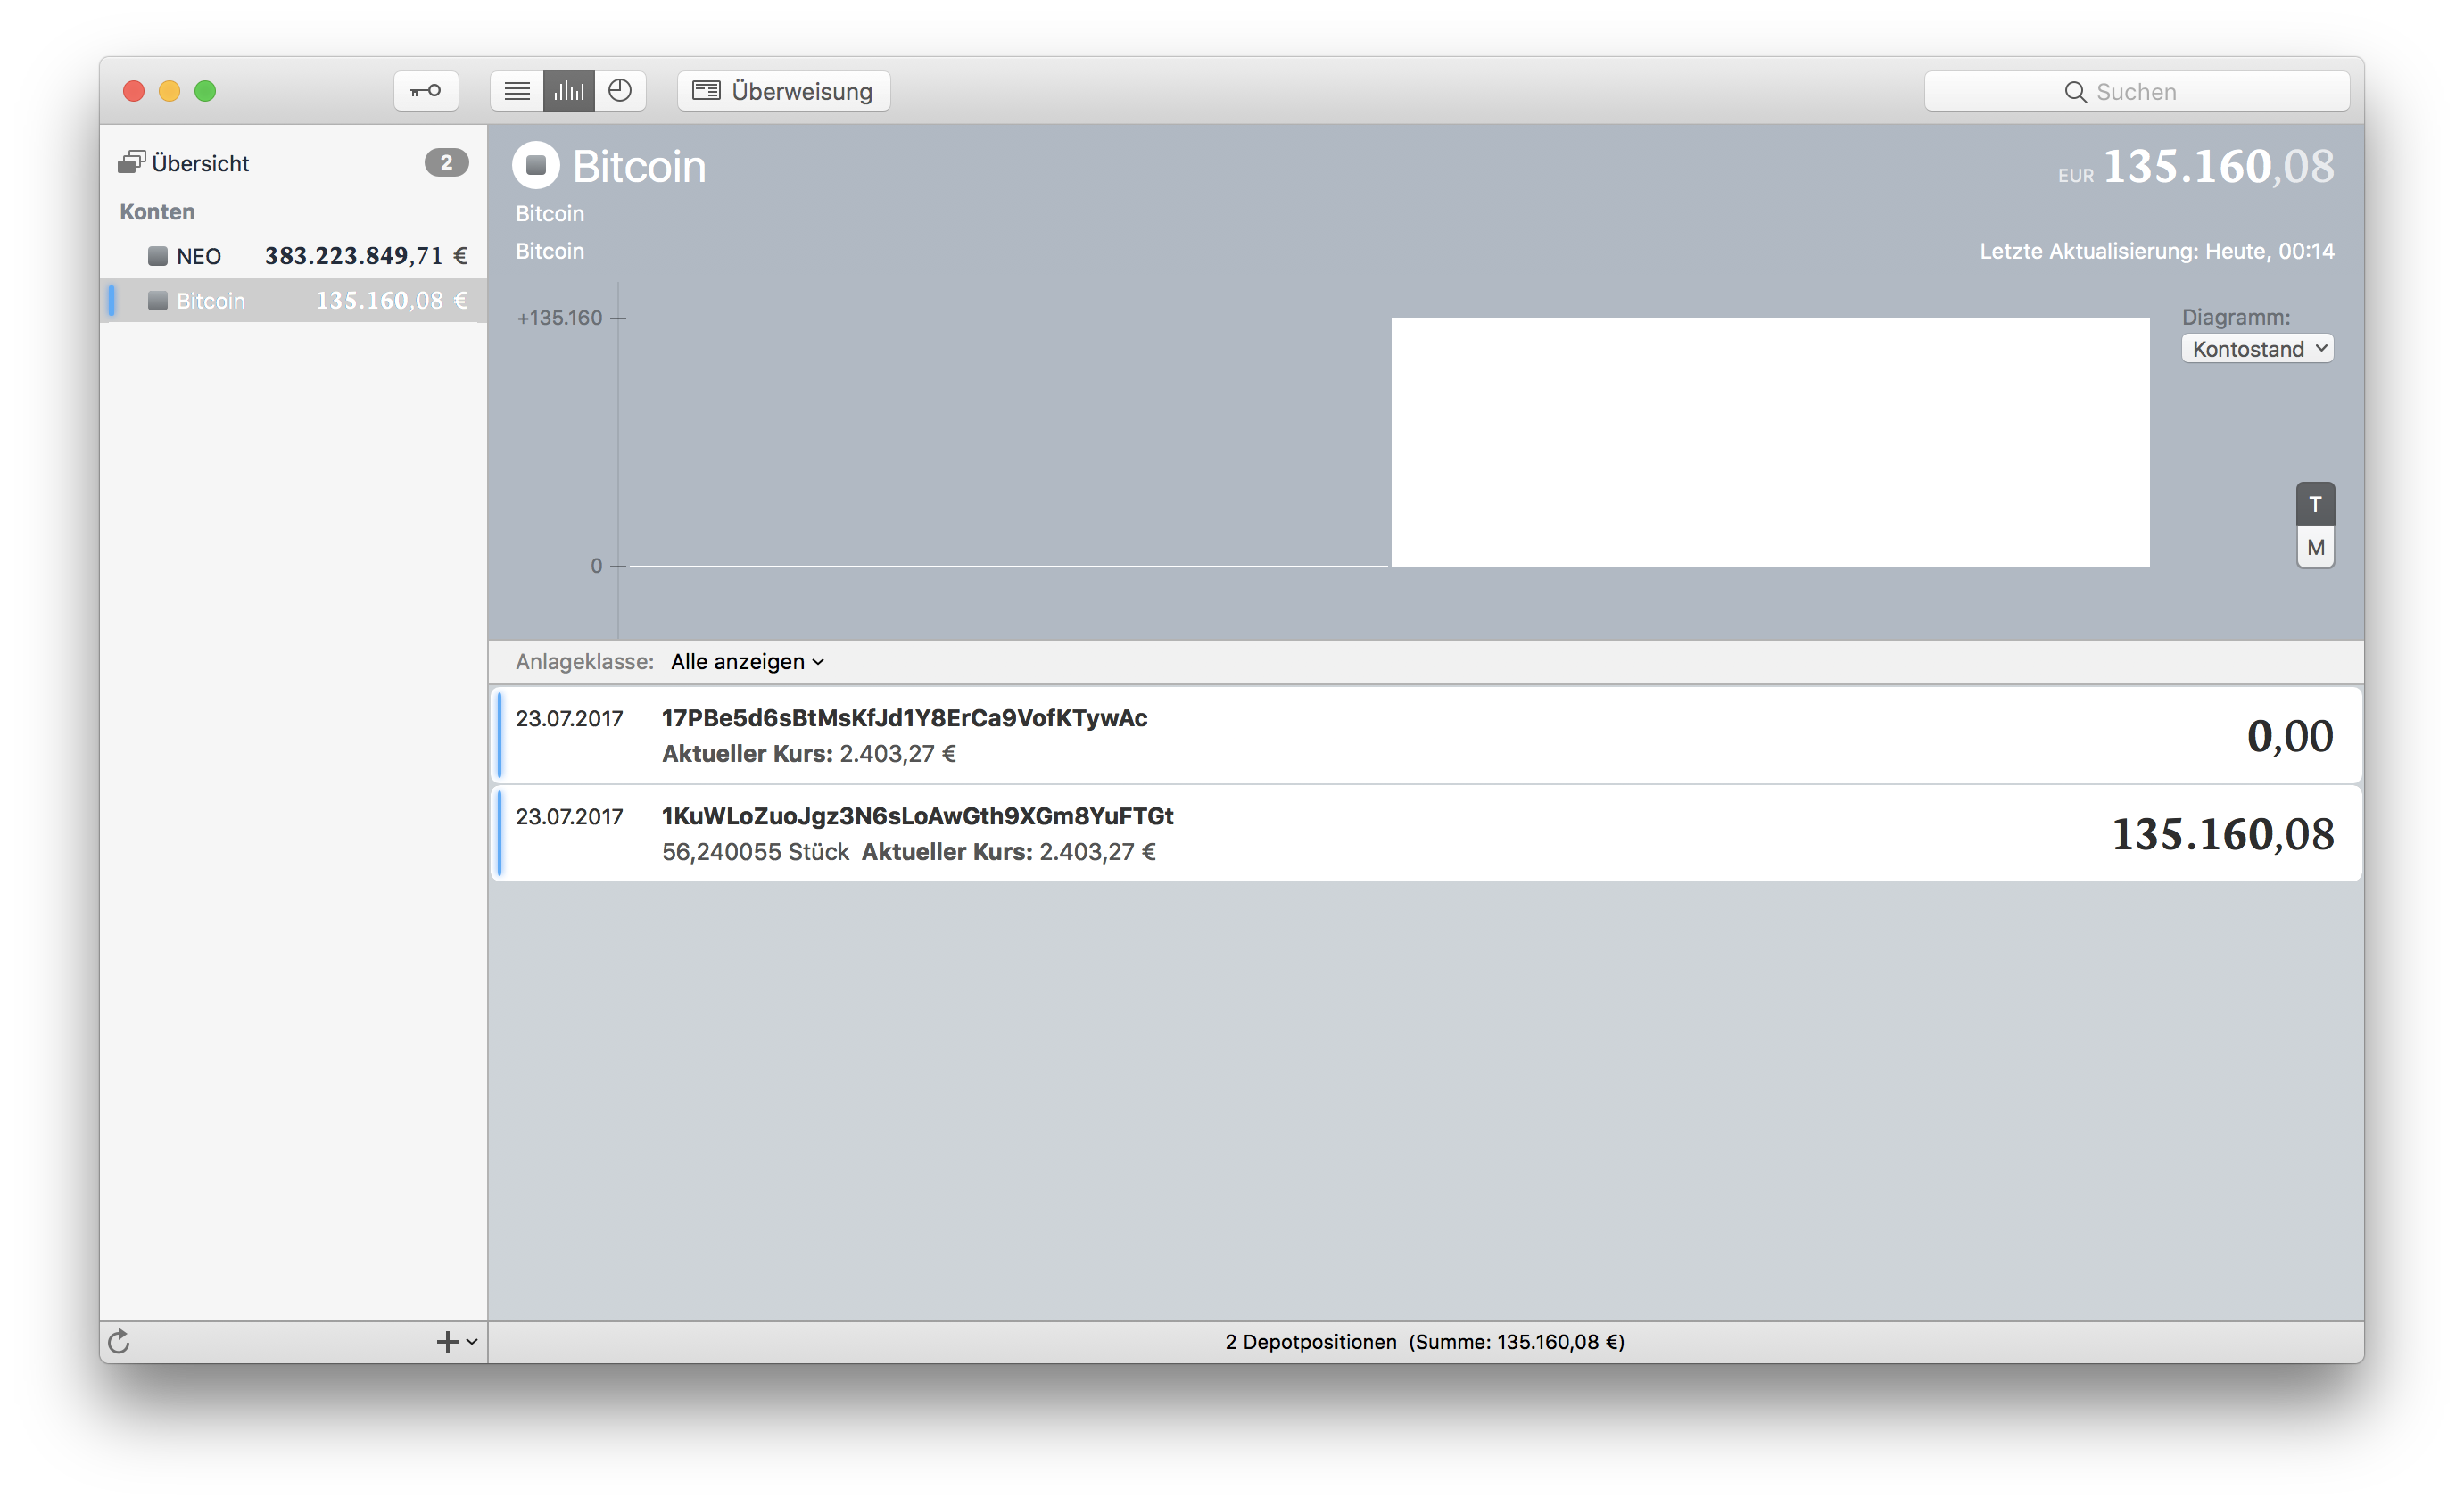 Überweisung
Suchen
Übersicht 2
Konten
NEO 383.223.849,71 €
Bitcoin 135.160,08 €
Bitcoin
EUR 135.160,08
Bitcoin
Bitcoin
Letzte Aktualisierung: Heute, 00:14
+135.160
0
Diagramm:
Kontostand
T
M
Anlageklasse: Alle anzeigen
23.07.2017 17PBe5d6sBtMsKfJd1Y8ErCa9VofKTywAc
Aktueller Kurs: 2.403,27 €
0,00
23.07.2017 1KuWLoZuoJgz3N6sLoAwGth9XGm8YuFTGt
56,240055 Stück Aktueller Kurs: 2.403,27 €
135.160,08
2 Depotpositionen (Summe: 135.160,08 €)